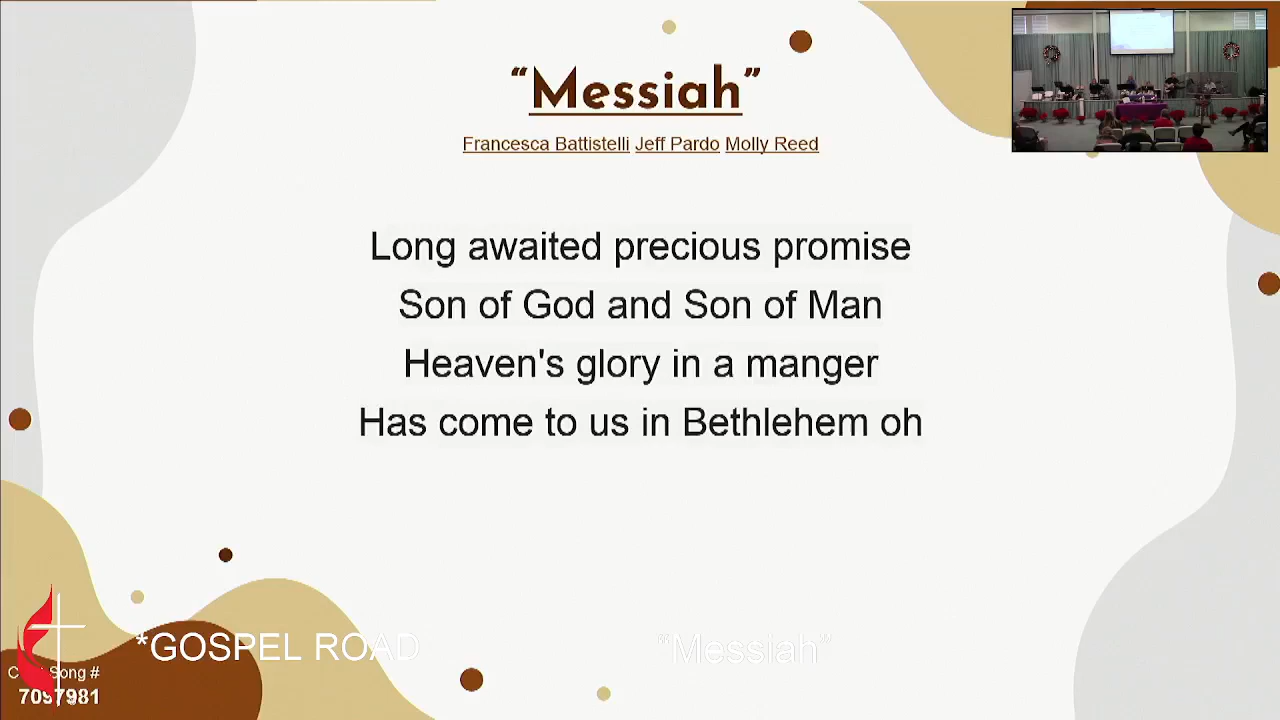 “Messiah”
Francesca Battistelli Jeff Pardo Molly Reed
Long awaited precious promise
Son of God and Son of Man
Heaven's glory in a manger
Has come to us in Bethlehem oh
*GOSPEL ROAD
“Messiah”
Song #
7097981